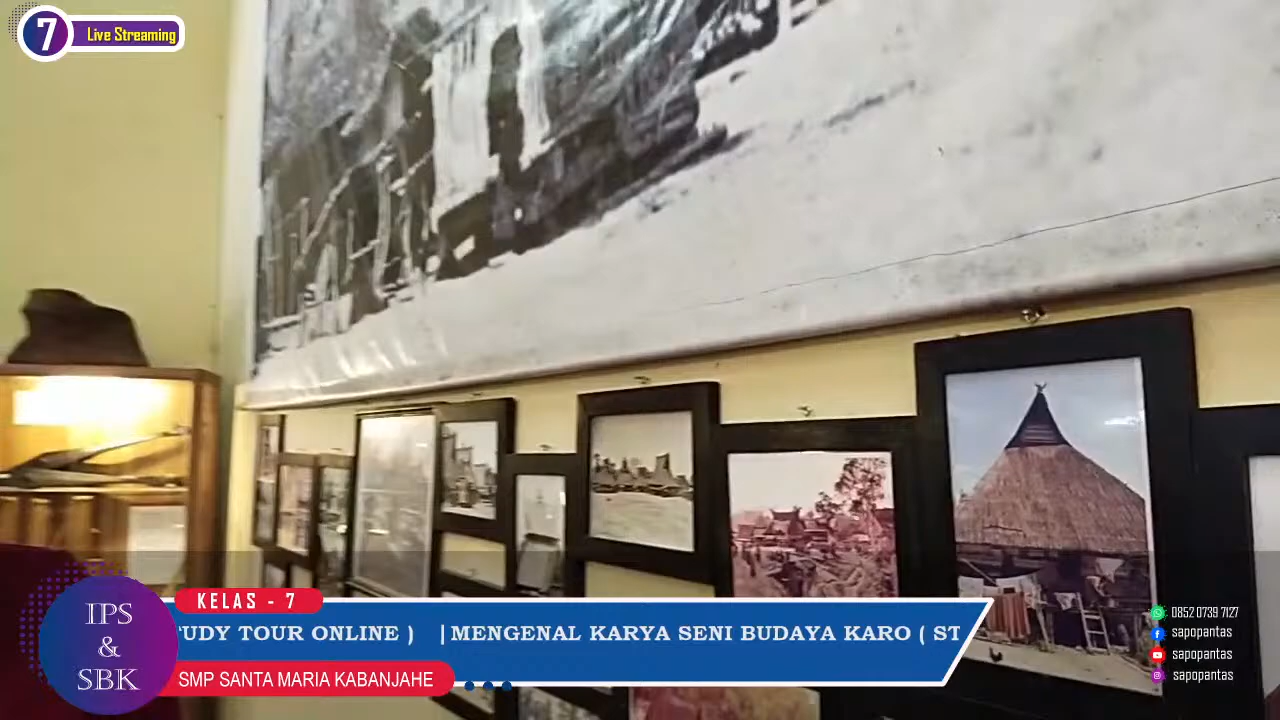 7 Live Streaming
KELAS - 7
IPS
&
SBK
UDY TOUR ONLINE ) | MENGENAL KARYA SENI BUDAYA KARO ( ST
SMP SANTA MARIA KABANJAHE
0852 0739 7127
sapopantas
sapopantas
sapopantas